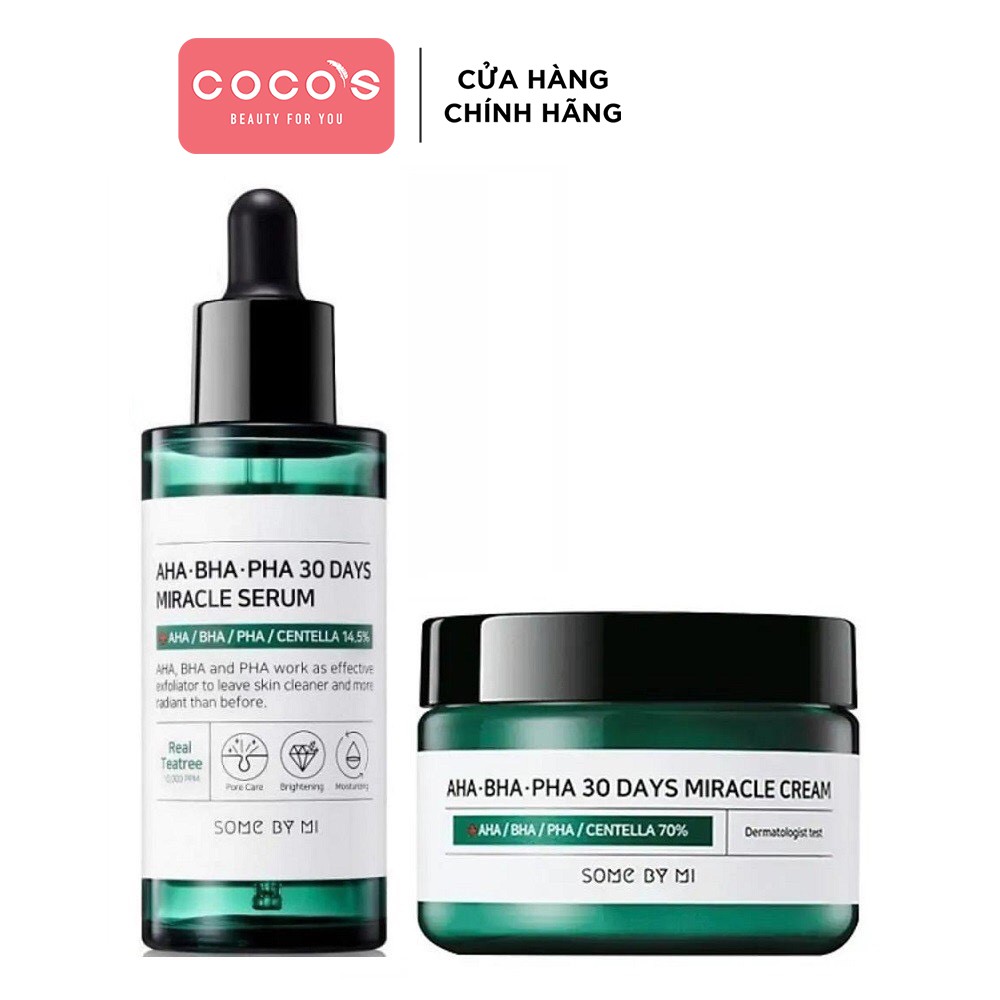 COCO'S
BEAUTY FOR YOU
CỬA HÀNG
CHÍNH HÃNG
AHA·BHA·PHA 30 DAYS
MIRACLE SERUM
AHA / BHA / PHA / CENTELLA 14.5%
AHA, BHA and PHA work as effective
exfoliator to leave skin cleaner and more
radiant than before.
Real
Teatree
10,000 PPM
Pore Care
Brightening
Moisturizing
SOME BY MI
AHA·BHA·PHA 30 DAYS MIRACLE CREAM
AHA / BHA / PHA / CENTELLA 70%
Dermatologist test
SOME BY MI